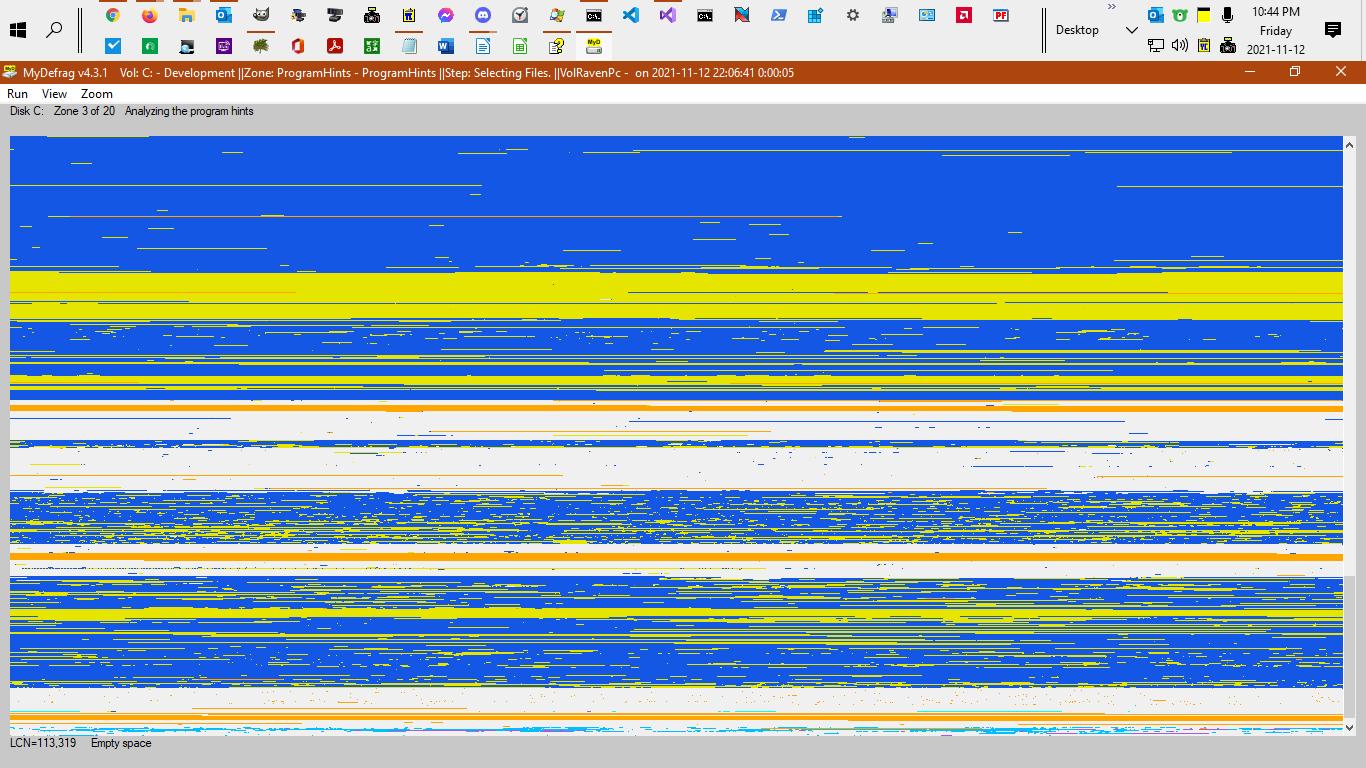 10:44 PM
Desktop
Friday
2021-11-12
MyDefrag v4.3.1 Vol: C: - Development ||Zone: ProgramHints - ProgramHints ||Step: Selecting Files. ||VolRavenPc - on 2021-11-12 22:06:41 0:00:05
Run View Zoom
Disk C: Zone 3 of 20 Analyzing the program hints
LCN=113,319 Empty space